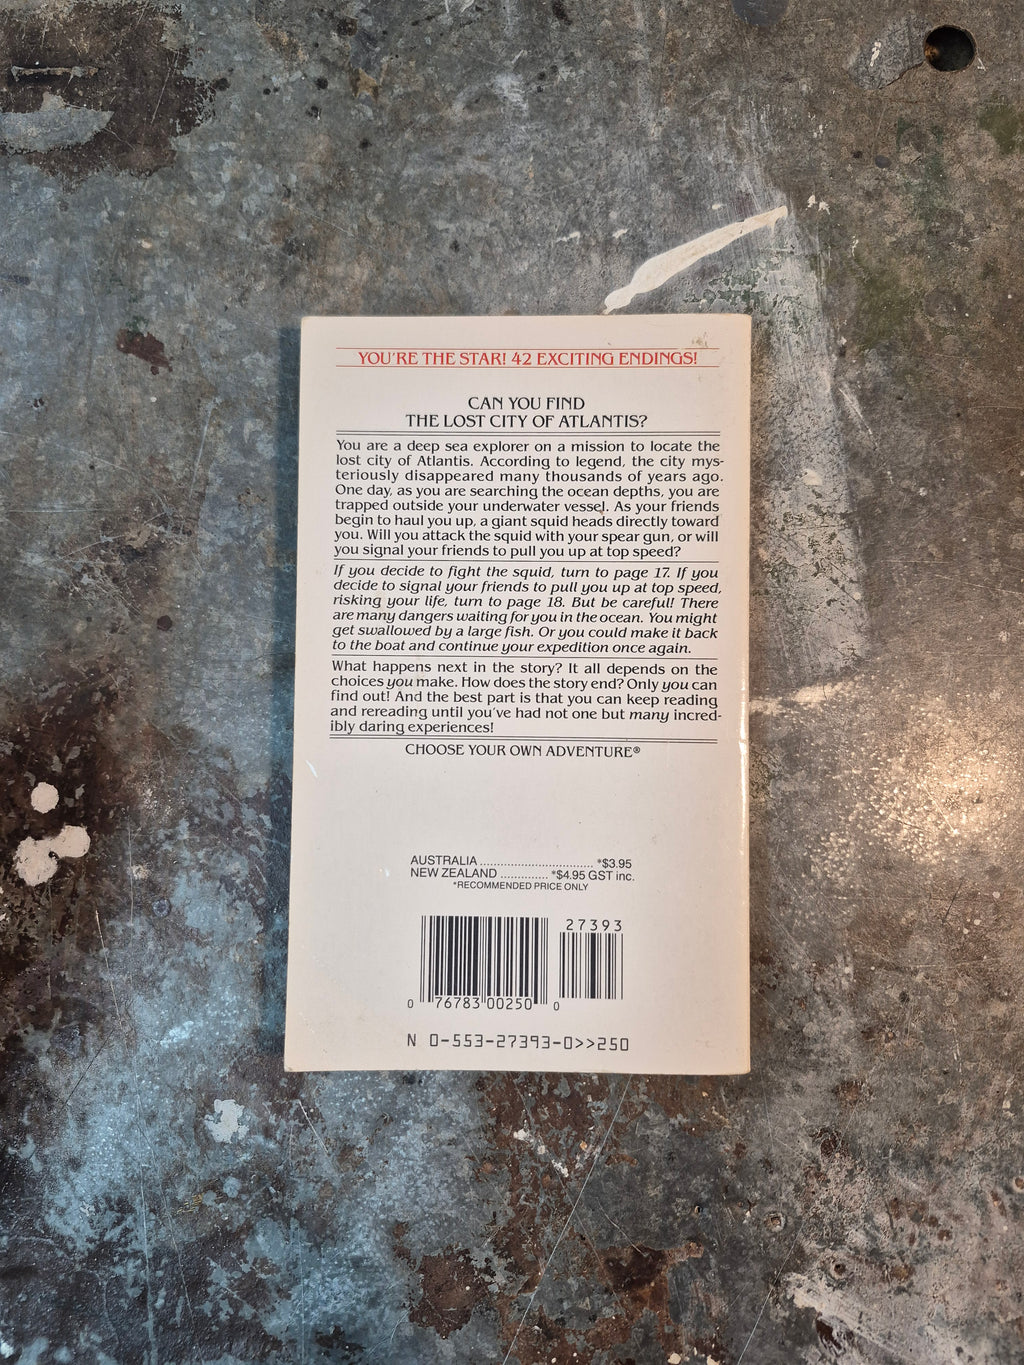 YOU'RE THE STAR! 42 EXCITING ENDINGS!
CAN YOU FIND
THE LOST CITY OF ATLANTIS?
You are a deep sea explorer on a mission to locate the
lost city of Atlantis. According to legend, the city mys-
teriously disappeared many thousands of years ago.
One day, as you are searching the ocean depths, you are
trapped outside your underwater vessel. As your friends
begin to haul you up, a giant squid heads directly toward
you. Will you attack the squid with your spear gun, or will
you signal your friends to pull you up at top speed?
If you decide to fight the squid, turn to page 17. If you
decide to signal your friends to pull you up at top speed,
risking your life, turn to page 18. But be careful! There
are many dangers waiting for you in the ocean. You might
get swallowed by a large fish. Or you could make it back
to the boat and continue your expedition once again.
What happens next in the story? It all depends on the
choices you make. How does the story end? Only you can
find out! And the best part is that you can keep reading
and rereading until you've had not one but many incred-
ibly daring experiences!
CHOOSE YOUR OWN ADVENTURE®
AUSTRALIA .................................. *$3.95
NEW ZEALAND .............. *$4.95 GST inc.
*RECOMMENDED PRICE ONLY
27393
0 76783 00250 0
N 0-553-27393-0>>250